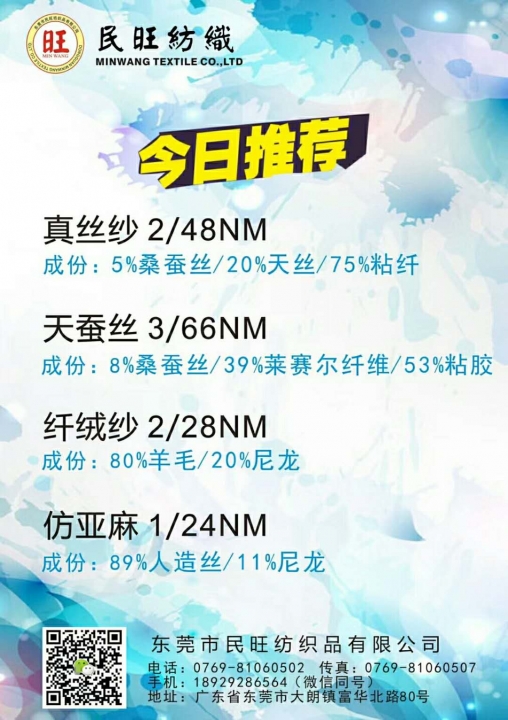 旺
MIN WANG
民旺紡織
MINWANG TEXTILE CO.,LTD
今日推荐
真丝纱 2/48NM
成份：5%桑蚕丝/20%天丝/75%粘纤
天蚕丝 3/66NM
成份：8%桑蚕丝/39%莱赛尔纤维/53%粘胶
纤绒纱 2/28NM
成份：80%羊毛/20%尼龙
仿亚麻 1/24NM
成份：89%人造丝/11%尼龙
东莞市民旺纺织品有限公司
电话：0769-81060502 传真：0769-81060507
手机：18929286564（微信同号）
地址：广东省东莞市大朗镇富华北路80号